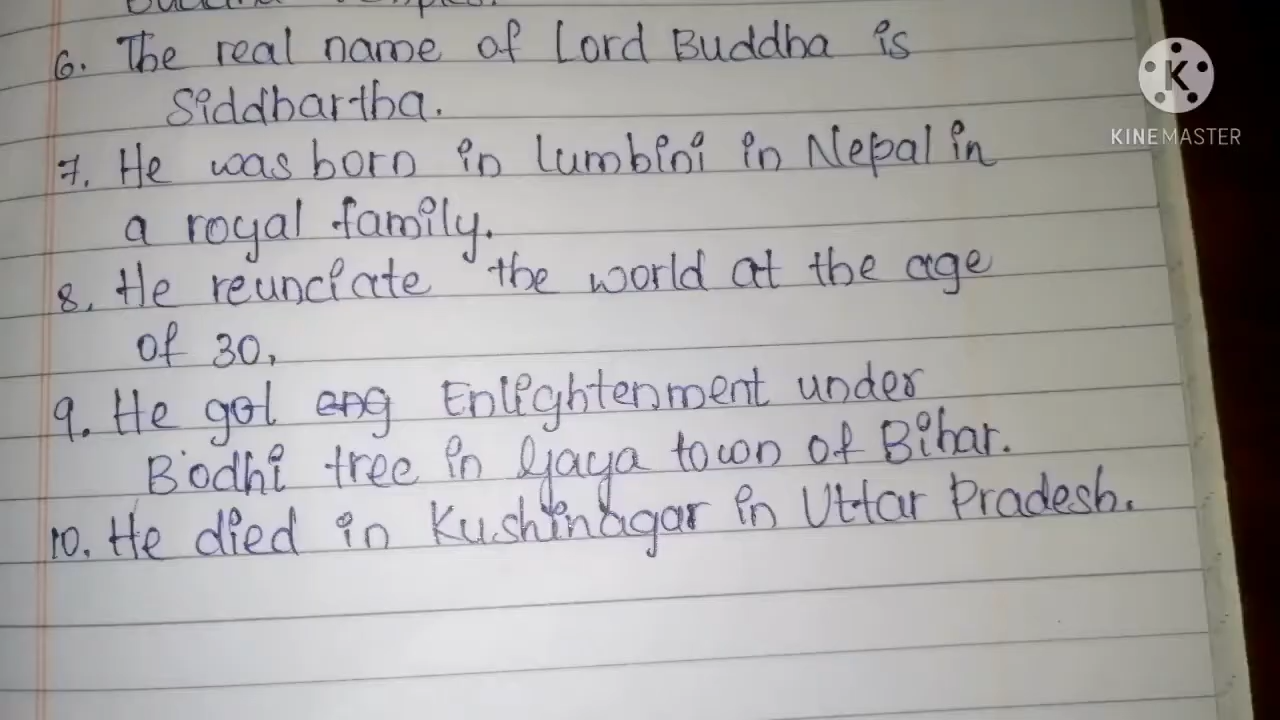 6. The real name of Lord Buddha is
Siddhartha.
7. He was born in lumbini in Nepal in
a royal family.
8. He reunciate the world at the age
of 30.
9. He got eng Enlightenment under
Bodhi tree in Gaya town of Bihar.
10. He died in Kushinagar in Uttar Pradesh.
K
KINEMASTER